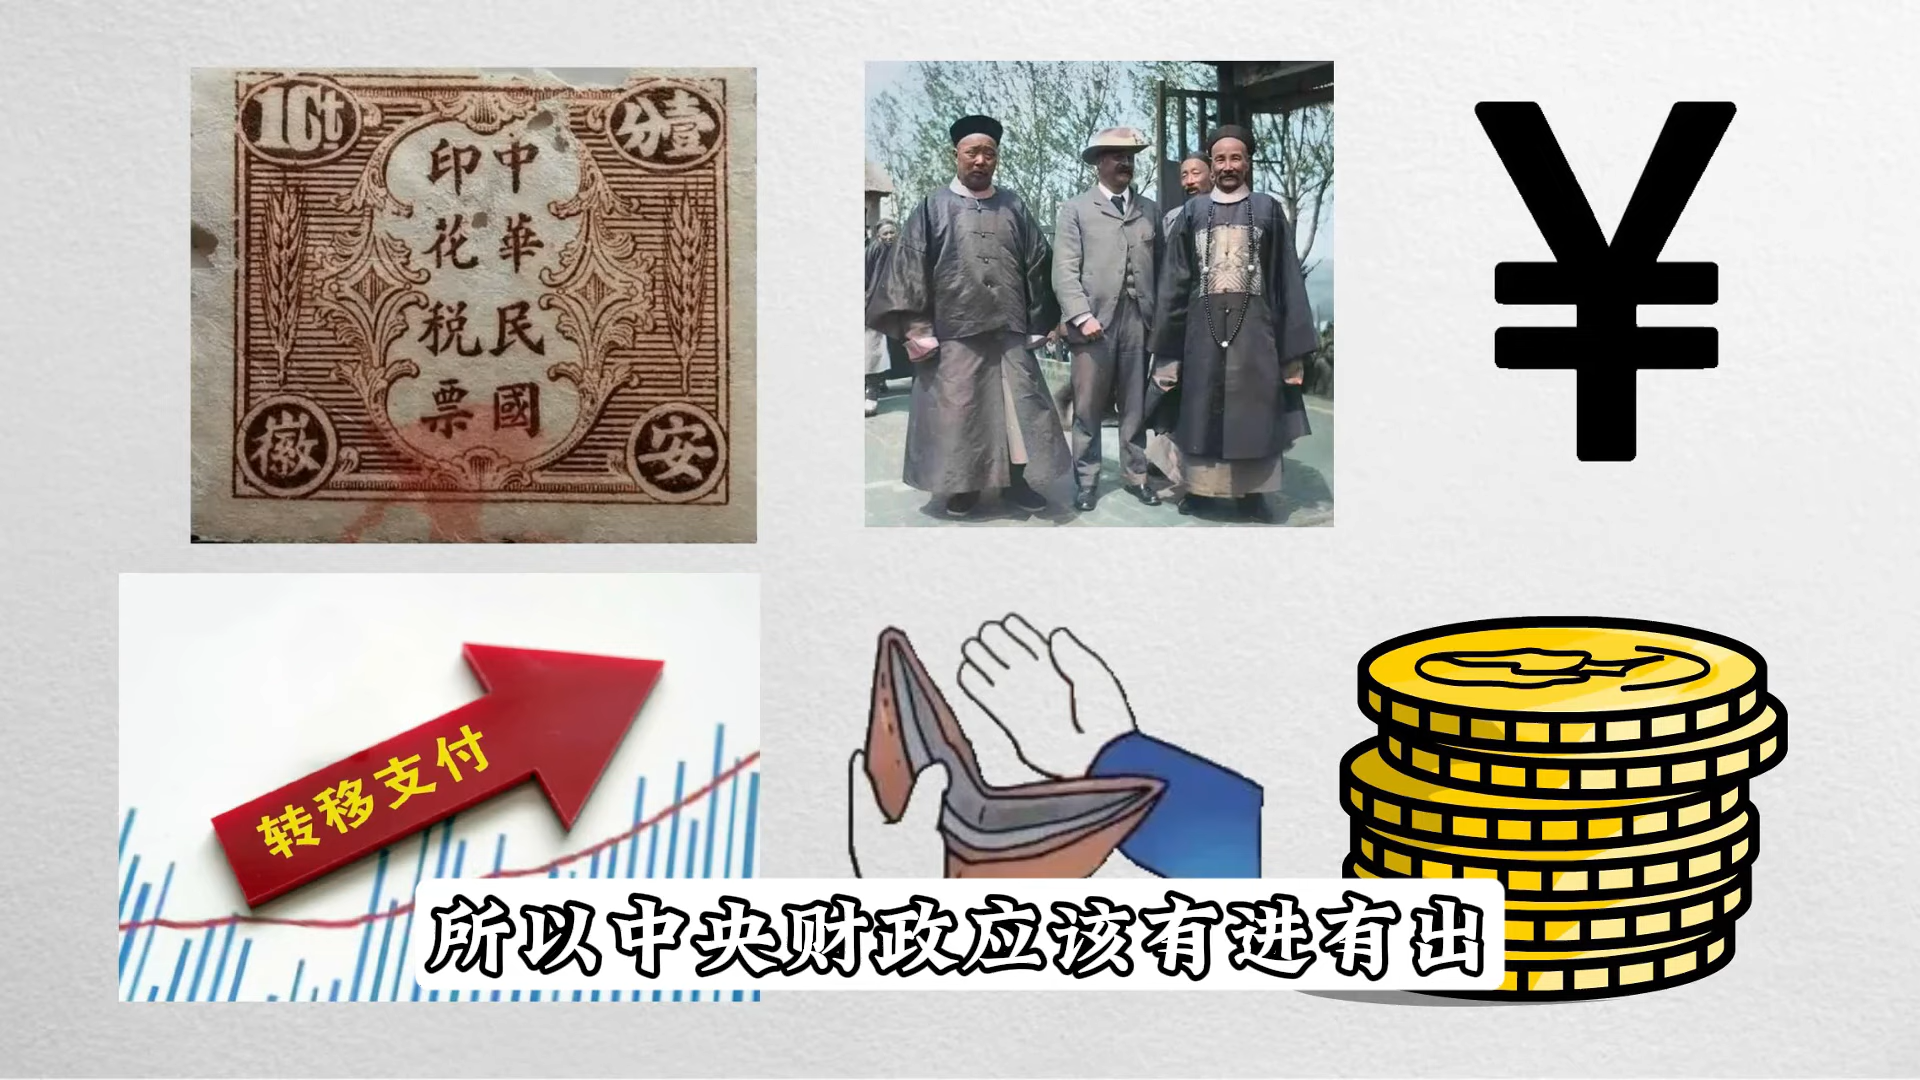 1Ct
分壹
中華民國
印花税票
徽
安
¥
转移支付
所以中央财政应该有进有出